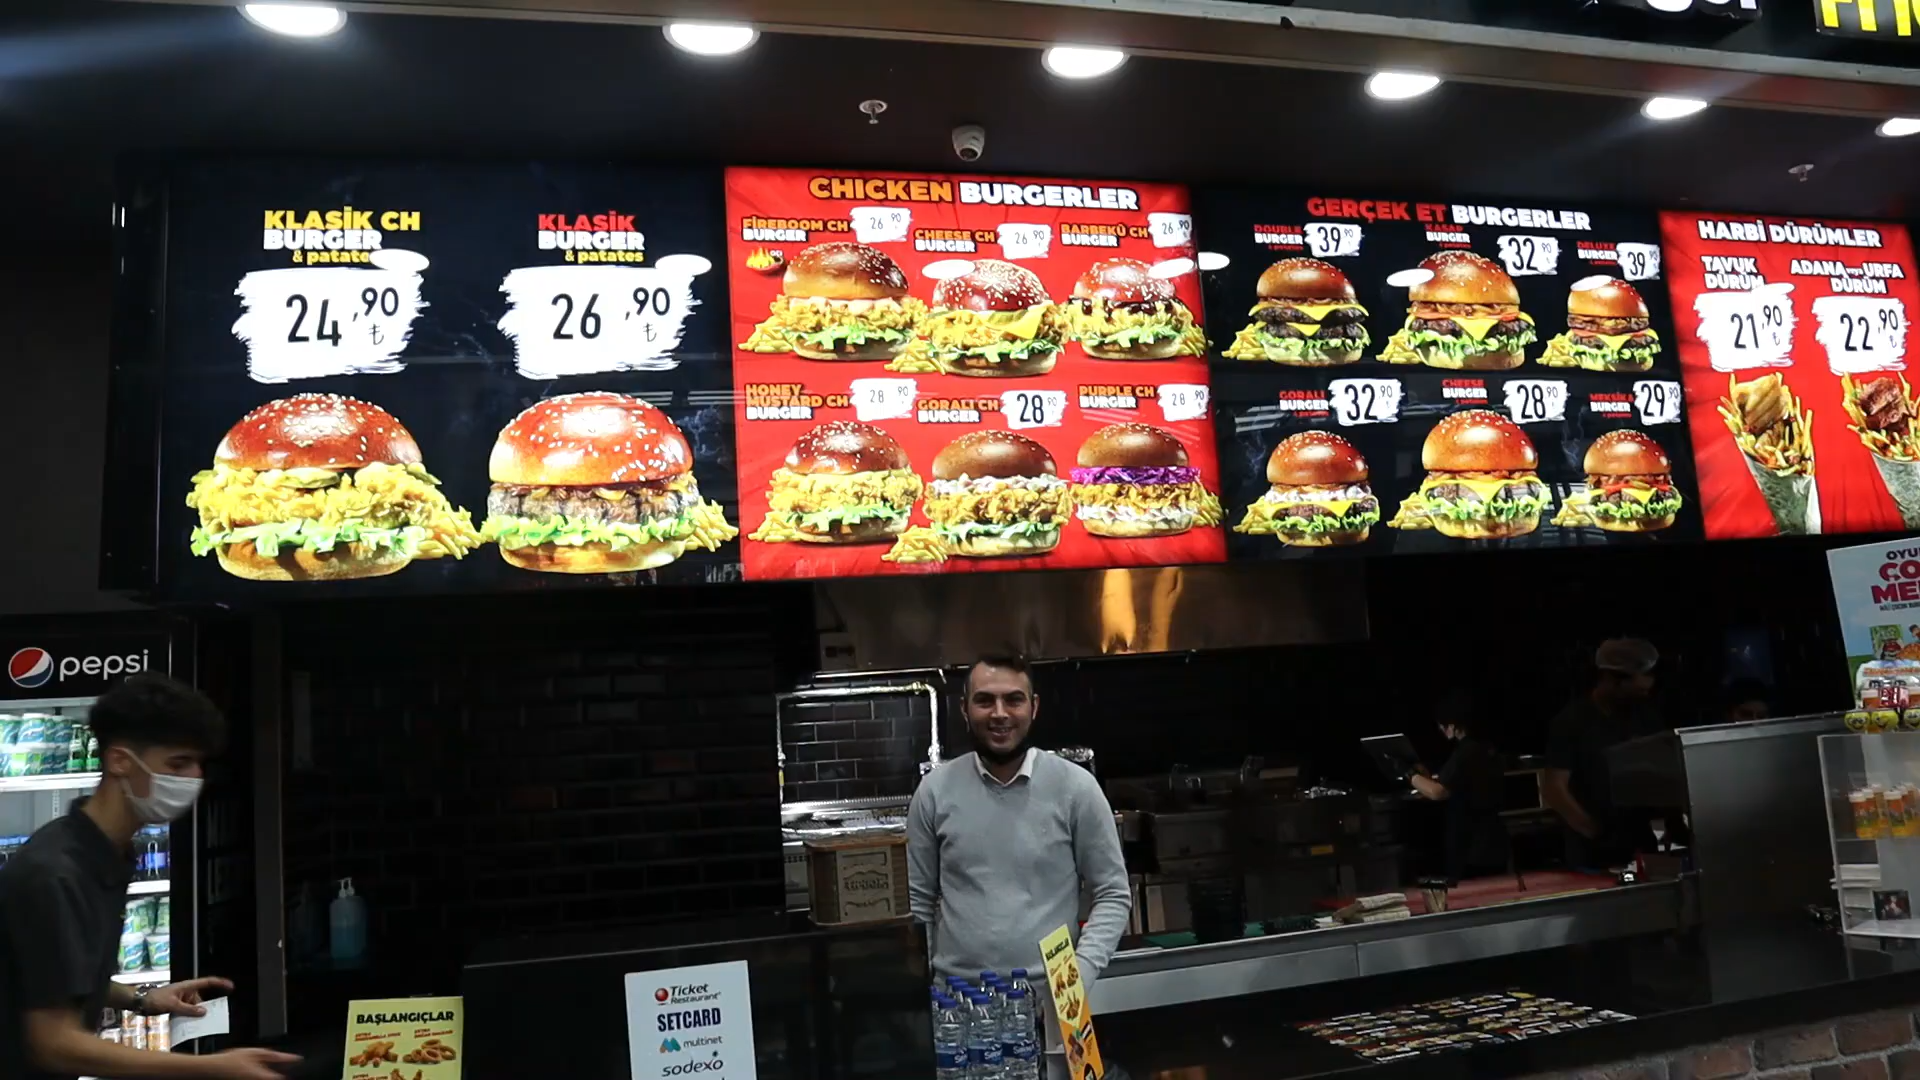 KLASİK CH
BURGER
& patates
24,90
₺
KLASİK
BURGER
& patates
26,90
₺
CHICKEN BURGERLER
FİREBOOM CH
BURGER
26,90
CHEESE CH
BURGER
26,90
BARBEKÜ CH
BURGER
26,90
HONEY
MUSTARD CH
BURGER
28,90
GORALI CH
BURGER
28,90
PURPLE CH
BURGER
28,90
GERÇEK ET BURGERLER
DOUBLE
BURGER
39,90
BURGER
32,90
DELUXE
BURGER
39
GORALI
BURGER
32,90
CHEESE
BURGER
28,90
MEKSİKA
BURGER
29,90
HARBİ DÜRÜMLER
TAVUK
DÜRÜM
21,90
₺
ADANA veya URFA
DÜRÜM
22,90
₺
pepsi
BAŞLANGIÇLAR
Ticket
Restaurant
SETCARD
multinet
sodexo